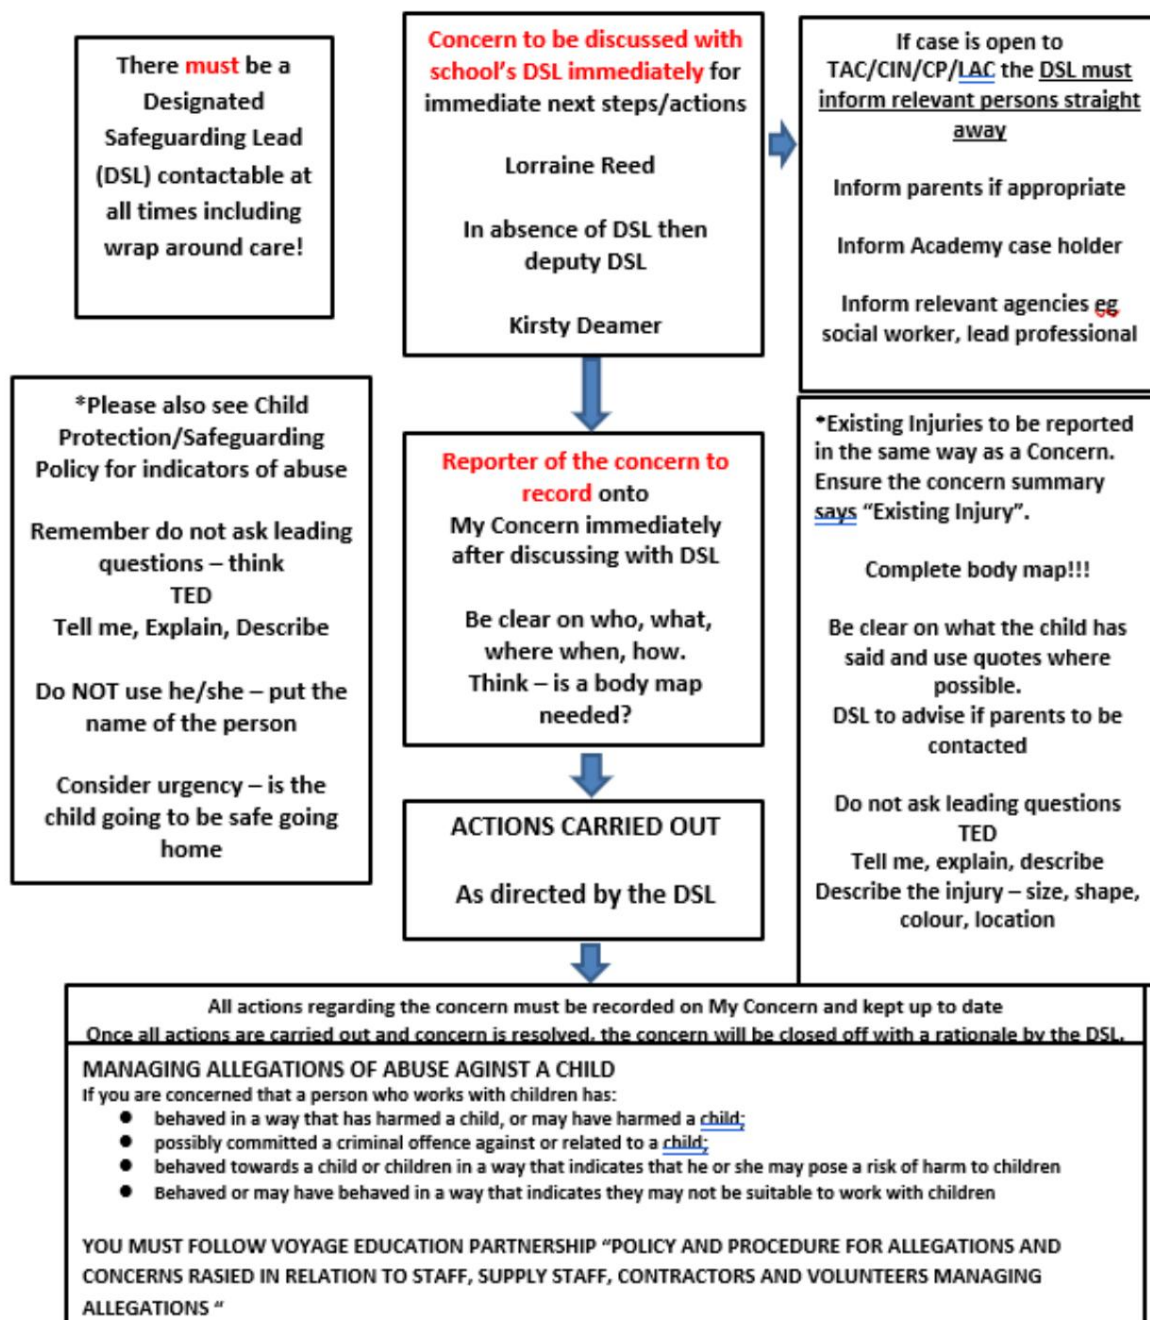 There must be a
Designated
Safeguarding Lead
(DSL) contactable at
all times including
wrap around care!
Concern to be discussed with
school's DSL immediately for
immediate next steps/actions
Lorraine Reed
In absence of DSL then
deputy DSL
Kirsty Deamer
If case is open to
TAC/CIN/CP/LAC the DSL must
inform relevant persons straight
away
Inform parents if appropriate
Inform Academy case holder
Inform relevant agencies eg
social worker, lead professional
*Please also see Child
Protection/Safeguarding
Policy for indicators of abuse
Remember do not ask leading
questions – think
TED
Tell me, Explain, Describe
Do NOT use he/she – put the
name of the person
Consider urgency – is the
child going to be safe going
home
Reporter of the concern to
record onto
My Concern immediately
after discussing with DSL
Be clear on who, what,
where when, how.
Think – is a body map
needed?
*Existing Injuries to be reported
in the same way as a Concern.
Ensure the concern summary
says “Existing Injury”.
Complete body map!!!
Be clear on what the child has
said and use quotes where
possible.
DSL to advise if parents to be
contacted
Do not ask leading questions
TED
Tell me, explain, describe
Describe the injury – size, shape,
colour, location
ACTIONS CARRIED OUT
As directed by the DSL
All actions regarding the concern must be recorded on My Concern and kept up to date
Once all actions are carried out and concern is resolved, the concern will be closed off with a rationale by the DSL.
MANAGING ALLEGATIONS OF ABUSE AGINST A CHILD
If you are concerned that a person who works with children has:
● behaved in a way that has harmed a child, or may have harmed a child;
● possibly committed a criminal offence against or related to a child;
● behaved towards a child or children in a way that indicates that he or she may pose a risk of harm to children
● Behaved or may have behaved in a way that indicates they may not be suitable to work with children
YOU MUST FOLLOW VOYAGE EDUCATION PARTNERSHIP “POLICY AND PROCEDURE FOR ALLEGATIONS AND
CONCERNS RASIED IN RELATION TO STAFF, SUPPLY STAFF, CONTRACTORS AND VOLUNTEERS MANAGING
ALLEGATIONS “